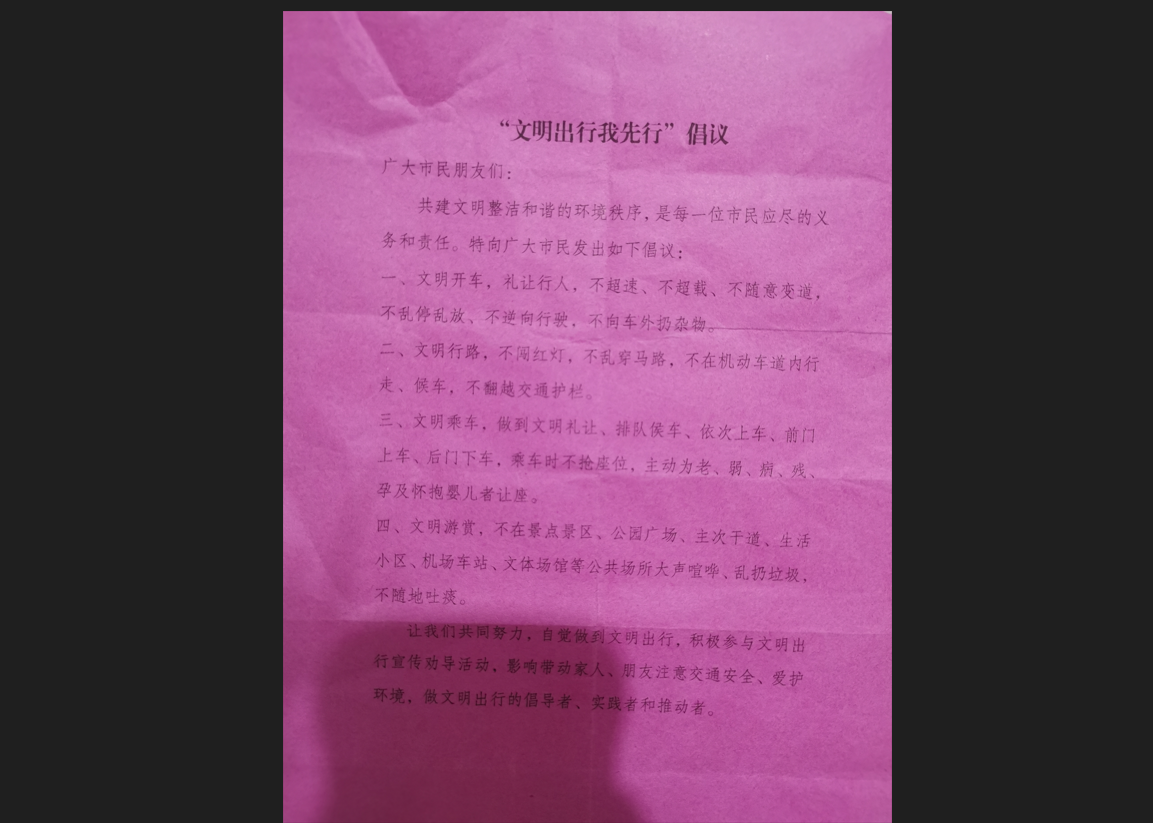 “文明出行我先行”倡议
广大市民朋友们：
共建文明整洁和谐的环境秩序，是每一位市民应尽的义
务和责任。特向广大市民发出如下倡议：
一、文明开车，礼让行人，不超速、不超载、不随意变道，
不乱停乱放、不逆向行驶，不向车外扔杂物。
二、文明行路，不闯红灯，不乱穿马路，不在机动车道内行
走、候车，不翻越交通护栏。
三、文明乘车，做到文明礼让、排队侯车、依次上车、前门
上车、后门下车，乘车时不抢座位，主动为老、弱、病、残、
孕及怀抱婴儿者让座。
四、文明游赏，不在景点景区、公园广场、主次干道、生活
小区、机场车站、文体场馆等公共场所大声喧哗、乱扔垃圾，
不随地吐痰。
让我们共同努力，自觉做到文明出行，积极参与文明出
行宣传劝导活动，影响带动家人、朋友注意交通安全、爱护
环境，做文明出行的倡导者、实践者和推动者。